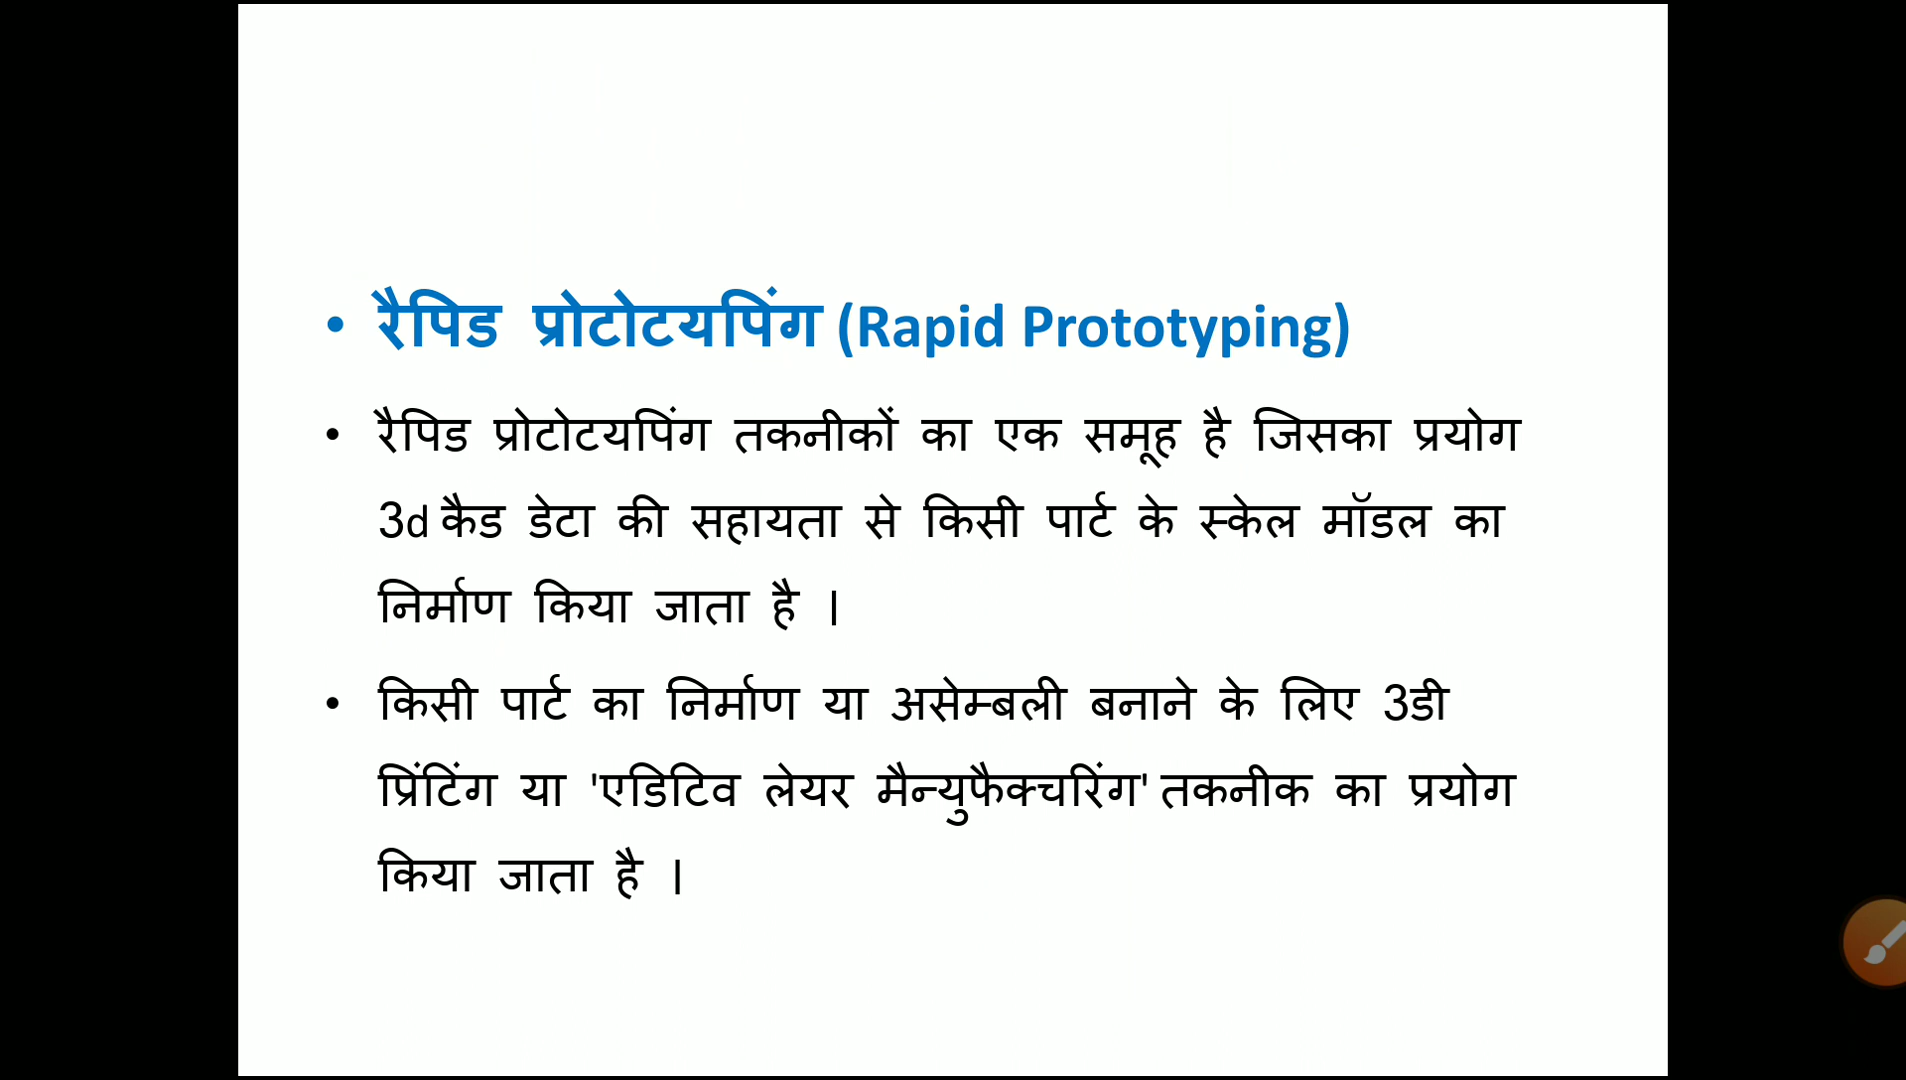 • रैपिड प्रोटोटयपिंग (Rapid Prototyping)
• रैपिड प्रोटोटयपिंग तकनीकों का एक समूह है जिसका प्रयोग
3d कैड डेटा की सहायता से किसी पार्ट के स्केल मॉडल का
निर्माण किया जाता है ।
• किसी पार्ट का निर्माण या असेम्बली बनाने के लिए 3डी
प्रिंटिंग या 'एडिटिव लेयर मैन्युफैक्चरिंग' तकनीक का प्रयोग
किया जाता है ।